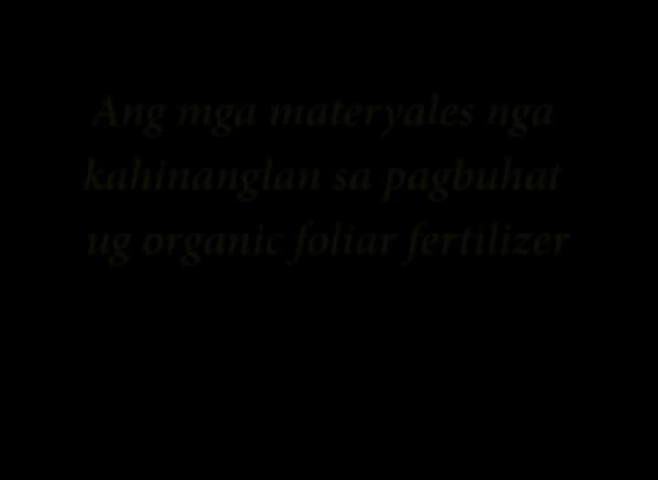 Ang mga materyales nga
kahinanglan sa pagbuhat
ug organic foliar fertilizer